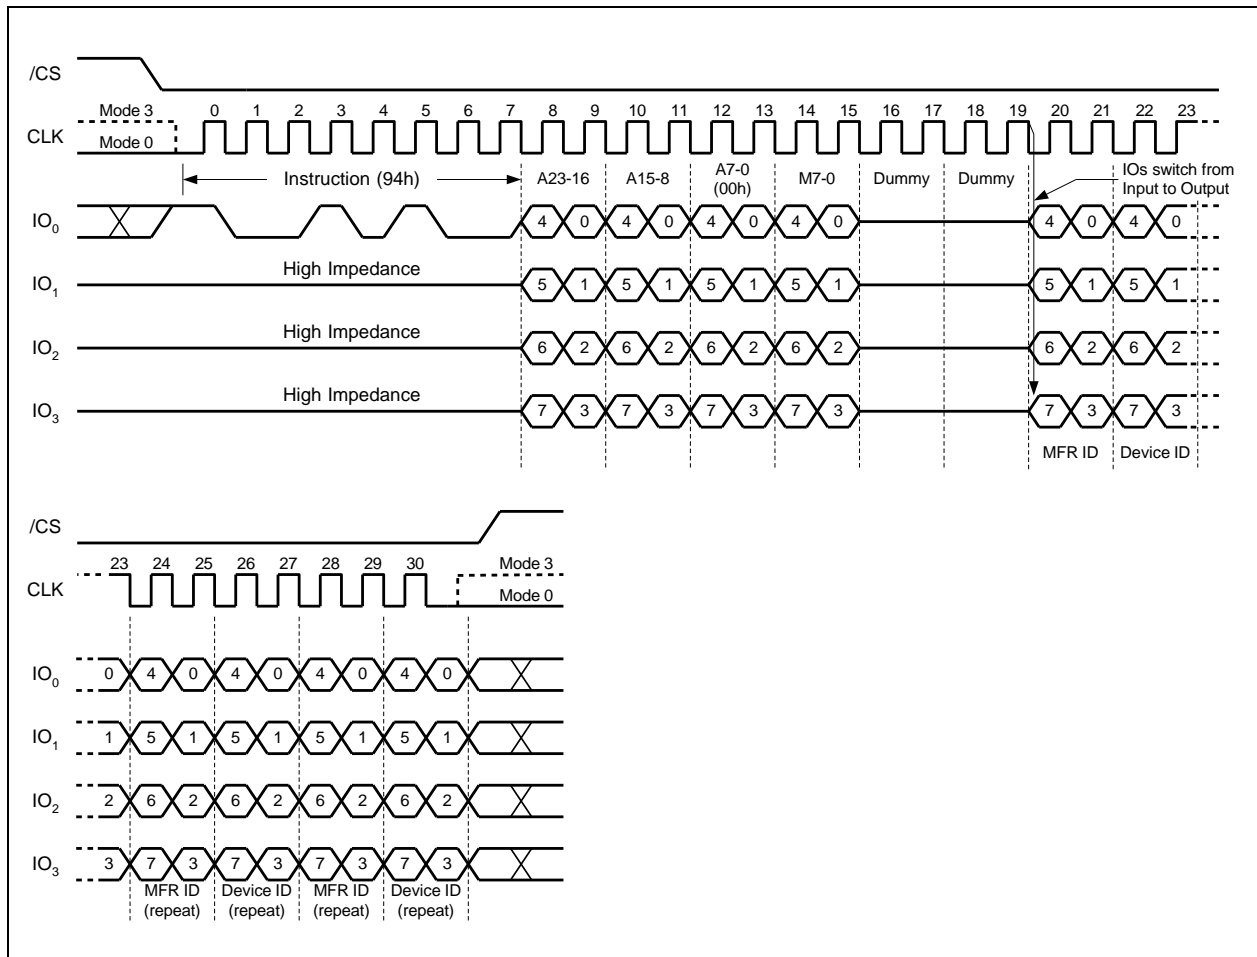 /CS
Mode 3 0 1 2 3 4 5 6 7 8 9 10 11 12 13 14 15 16 17 18 19 20 21 22 23
CLK Mode 0
Instruction (94h) A23-16 A15-8 A7-0 (00h) M7-0 Dummy Dummy IOs switch from Input to Output
IO0 4 0 4 0 4 0 4 0 4 0 4 0
High Impedance
IO1 5 1 5 1 5 1 5 1 5 1 5 1
High Impedance
IO2 6 2 6 2 6 2 6 2 6 2 6 2
High Impedance
IO3 7 3 7 3 7 3 7 3 7 3 7 3
MFR ID Device ID
/CS
23 24 25 26 27 28 29 30 Mode 3
CLK Mode 0
IO0 0 4 0 4 0 4 0 4 0
IO1 1 5 1 5 1 5 1 5 1
IO2 2 6 2 6 2 6 2 6 2
IO3 3 7 3 7 3 7 3 7 3
MFR ID Device ID MFR ID Device ID
(repeat) (repeat) (repeat) (repeat)